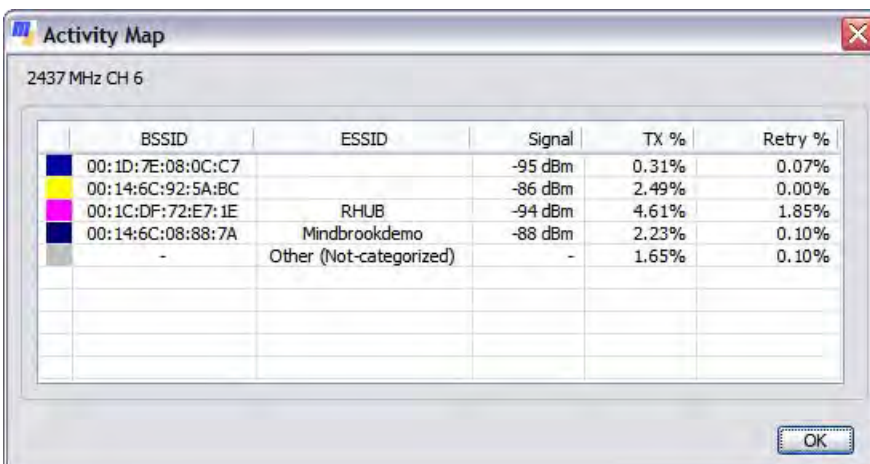 Activity Map
2437 MHz CH 6
BSSID ESSID Signal TX % Retry %
00:1D:7E:08:0C:C7 -95 dBm 0.31% 0.07%
00:14:6C:92:5A:BC -86 dBm 2.49% 0.00%
00:1C:DF:72:E7:1E RHUB -94 dBm 4.61% 1.85%
00:14:6C:08:88:7A Mindbrookdemo -88 dBm 2.23% 0.10%
- Other (Not-categorized) - 1.65% 0.10%
OK